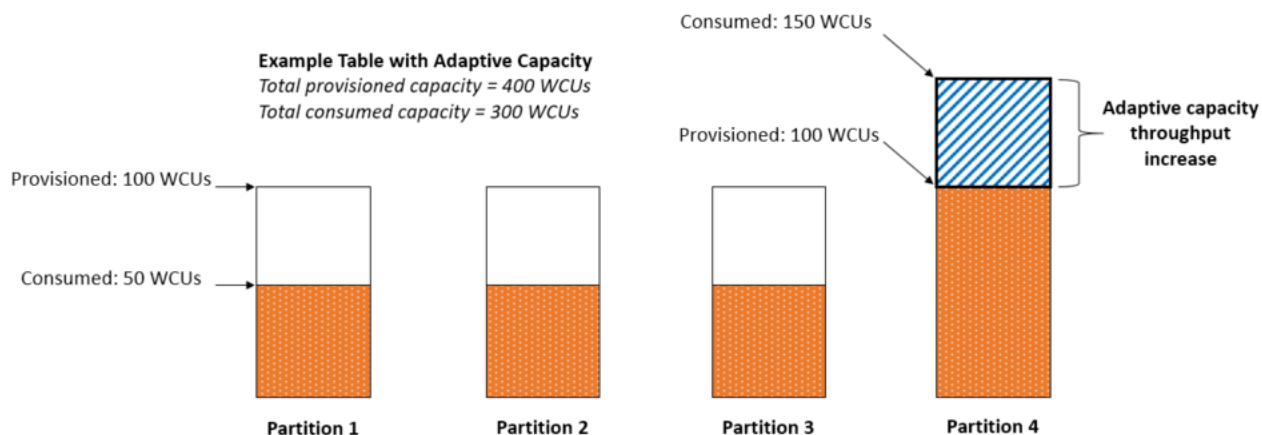 Consumed: 150 WCUs
Example Table with Adaptive Capacity
Total provisioned capacity = 400 WCUs
Total consumed capacity = 300 WCUs
Adaptive capacity
throughput
increase
Provisioned: 100 WCUs
Provisioned: 100 WCUs
Consumed: 50 WCUs
Partition 1
Partition 2
Partition 3
Partition 4